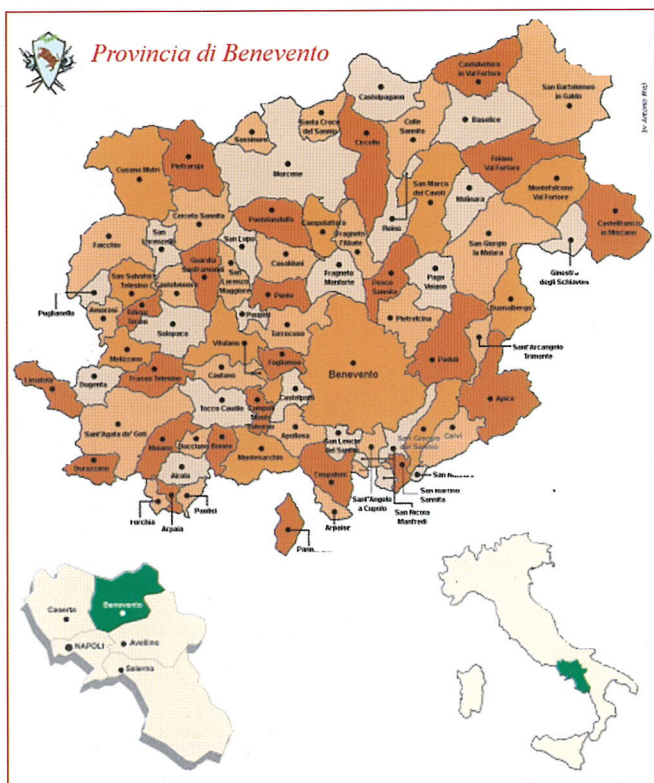 Provincia di Benevento
Castelvetere
in Val Fortore
San Bartolomeo
in Galdo
Castelpagano
Santa Croce
del Sannio
Colle
Sannita
Baselice
Sassinoro
Circello
Foiano
Val Fortore
Cusano Mutri
Pietraroja
Morcone
San Marco
dei Cavoti
Molinara
Montefalcone
Val Fortore
Castelfranco
in Miscano
Cerreto Sannita
Pontelandolfo
Campolattaro
Reino
Faicchio
San
Lorenzello
San Lupo
Fragneto
l'Abate
San Giorgio
la Molara
Guardia
Sanframondi
San
Lorenzo
Maggiore
Casalduni
Fragneto
Monforte
Pesco
Sannita
Pago
Veiano
Ginestra
degli Schiavoni
San Salvatore
Telesino
Castelvenere
Puglianello
Amorosi
Telese
Terme
Ponte
Buonalbergo
Solopaca
Paupisi
Torrecuso
Pietrelcina
Sant'Arcangelo
Trimonte
Melizzano
Vitulano
Foglianise
Benevento
Paduli
Limatola
Dugenta
Frasso Telesino
Cautano
Apice
Tocco Caudio
Campoli
Monte
Taburno
Castelpoto
Sant'Agata de' Goti
Apollosa
San Leucio
del Sannio
San Giorgio
del Sannio
Calvi
Moiano
Bucciano
Bonea
Montesarchio
Durazzano
Airola
Ceppaloni
San
Sant'Angelo
a Cupolo
San Martino
Sannita
San Nicola
Manfredi
Forchia
Arpaia
Paolisi
Arpaise
Pann
Caserta
Benevento
NAPOLI
Avellino
Salerno